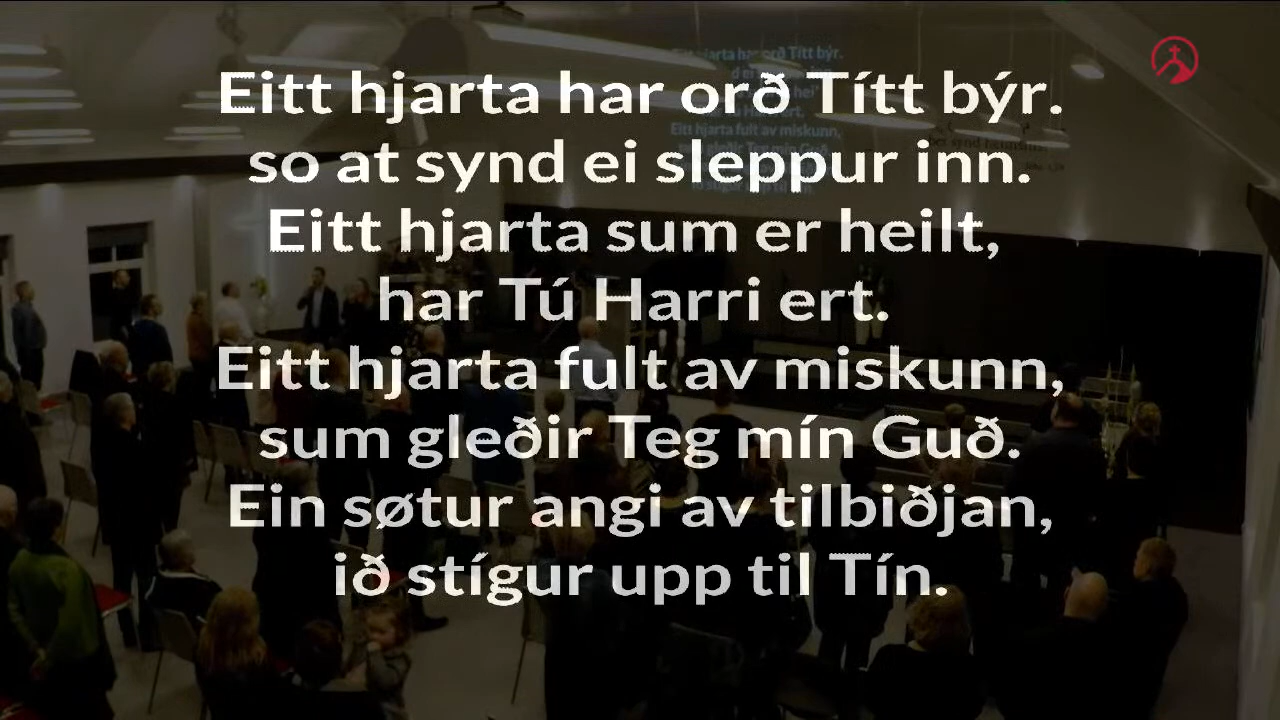 Eitt hjarta har orð Títt býr.
so at synd ei sleppur inn.
Eitt hjarta sum er heilt,
har Tú Harri ert.
Eitt hjarta fult av miskunn,
sum gleðir Teg mín Guð.
Ein søtur angi av tilbiðjan,
ið stígur upp til Tín.